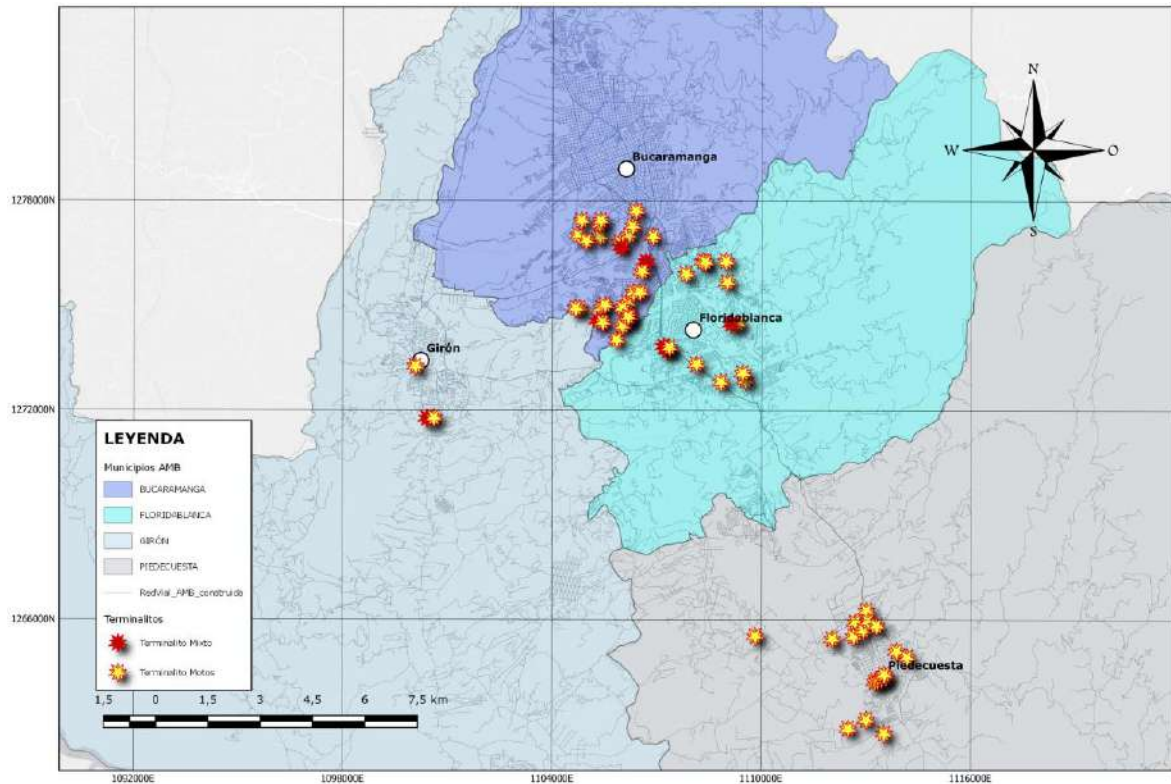 N
W O
S
Bucaramanga
1278000N
Floridablanca
Girón
1272000N
LEYENDA
Municipios AMB
BUCARAMANGA
FLORIDABLANCA
GIRÓN
PIEDECUESTA
RedVial_AMB_construida
Terminalitos
Terminalito Mixto
Terminalito Motos
1266000N
Piedecuesta
1,5 0 1,5 3 4,5 6 7,5 km
1092000E 1098000E 1104000E 1110000E 1116000E